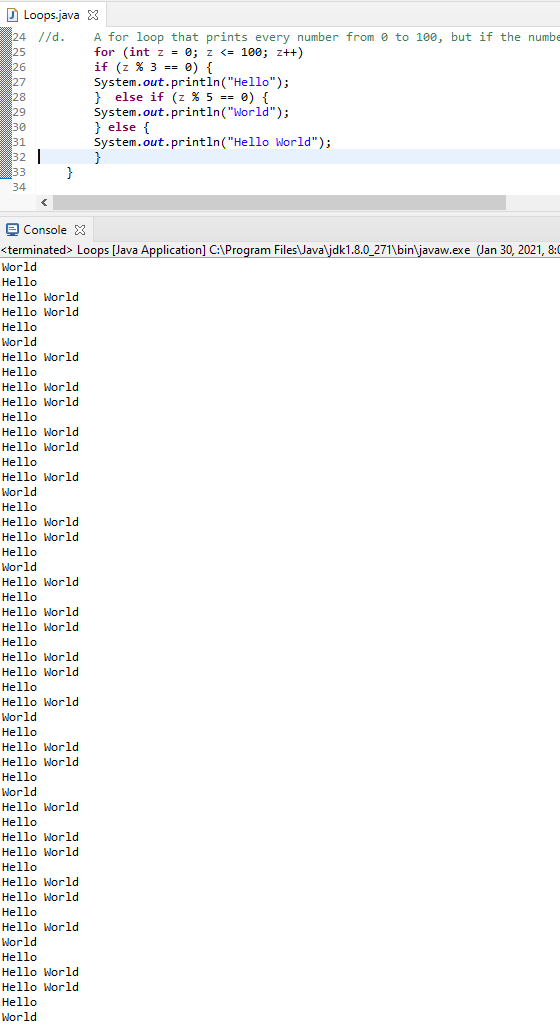 Loops.java
24 //d. A for loop that prints every number from 0 to 100, but if the numbe
25 for (int z = 0; z <= 100; z++)
26 if (z % 3 == 0) {
27 System.out.println("Hello");
28 } else if (z % 5 == 0) {
29 System.out.println("World");
30 } else {
31 System.out.println("Hello World");
32 }
33 }
34
Console
<terminated> Loops [Java Application] C:\Program Files\Java\jdk1.8.0_271\bin\javaw.exe (Jan 30, 2021, 8:0
World
Hello
Hello World
Hello World
Hello
World
Hello World
Hello
Hello World
Hello World
Hello
Hello World
Hello World
Hello
Hello World
World
Hello
Hello World
Hello World
Hello
World
Hello World
Hello
Hello World
Hello World
Hello
Hello World
Hello World
Hello
Hello World
World
Hello
Hello World
Hello World
Hello
World
Hello World
Hello
Hello World
Hello World
Hello
Hello World
Hello World
Hello
Hello World
World
Hello
Hello World
Hello World
Hello
World